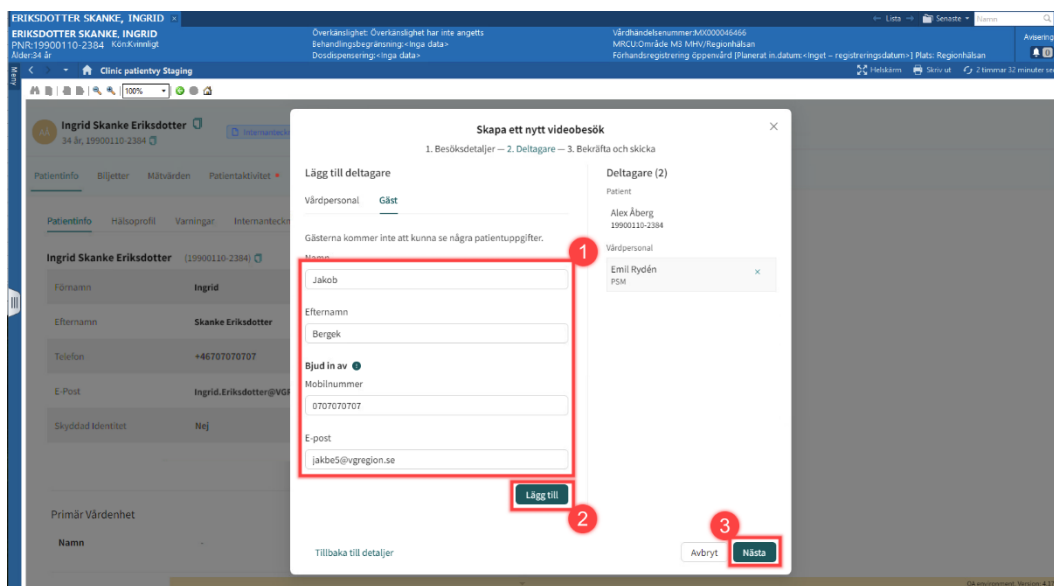 ERIKSDOTTER SKANKE, INGRID ×
← Lista → Senaste Namn
ERIKSDOTTER SKANKE, INGRID
PNR:19900110-2384 Kön:Kvinnligt
Ålder:34 år
Överkänslighet: Överkänslighet har inte angetts
Behandlingsbegränsning:<Inga data>
Dosdispensering:<Inga data>
Vårdhändelsenummer:MX000046466
MRCU:Område M3 MHV/Regionhälsan
Förhandsregistrering öppenvård [Planerat in.datum:<Inget – registreringsdatum>] Plats: Regionhälsan
Avisering
0
Meny
Clinic patientvy Staging
Helskärm Skriv ut 2 timmar 32 minuter
100%
Ingrid Skanke Eriksdotter
34 år, 19900110-2384
Patientinfo Biljetter Mätvärden Patientaktivitet
Patientinfo Hälsoprofil Varningar
Ingrid Skanke Eriksdotter (19900110-2384)
Förnamn Ingrid
Efternamn Skanke Eriksdotter
Telefon +46707070707
E-Post
Skyddad Identitet Nej
Primär Vårdenhet
Namn -
Skapa ett nytt videobesök ×
1. Besöksdetaljer — 2. Deltagare — 3. Bekräfta och skicka
Lägg till deltagare
Vårdpersonal Gäst
Gästerna kommer inte att kunna se några patientuppgifter.
1
Namn
Jakob
Efternamn
Bergek
Bjud in av
Mobilnummer
0707070707
E-post
jakbe5@vgregion.se
Lägg till
2
Deltagare (2)
Patient
Alex Åberg
19900110-2384
Vårdpersonal
Emil Rydén ×
PSM
3
Tillbaka till detaljer
Avbryt Nästa